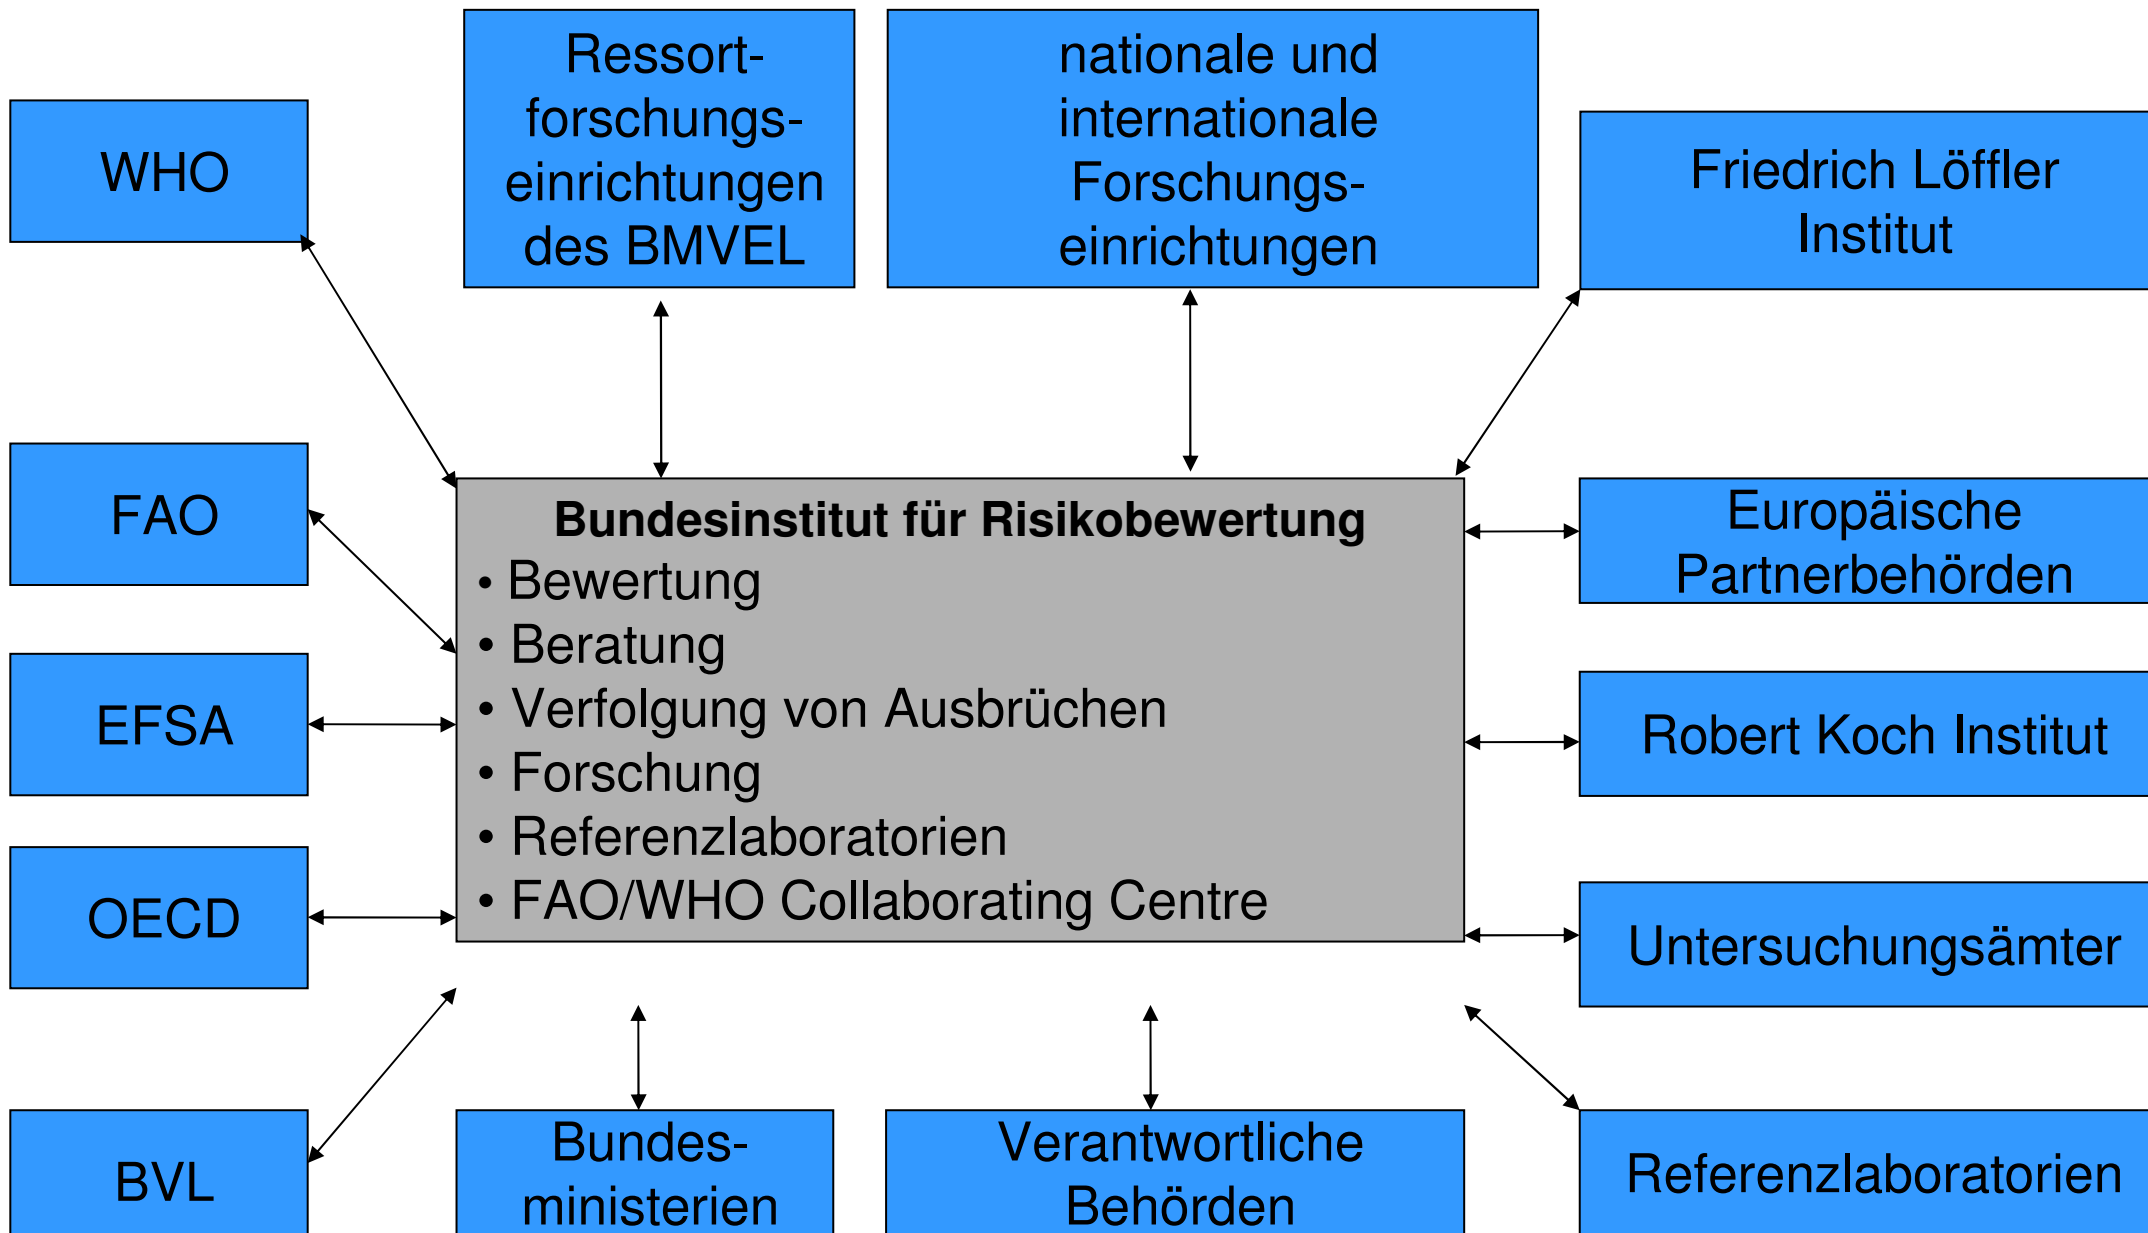 Ressort-
forschungs-
einrichtungen
des BMVEL
nationale und
internationale
Forschungs-
einrichtungen
WHO
Friedrich Löffler
Institut
FAO
EFSA
OECD
BVL
Bundesinstitut für Risikobewertung
• Bewertung
• Beratung
• Verfolgung von Ausbrüchen
• Forschung
• Referenzlaboratorien
• FAO/WHO Collaborating Centre
Europäische
Partnerbehörden
Robert Koch Institut
Untersuchungsämter
Bundes-
ministerien
Verantwortliche
Behörden
Referenzlaboratorien